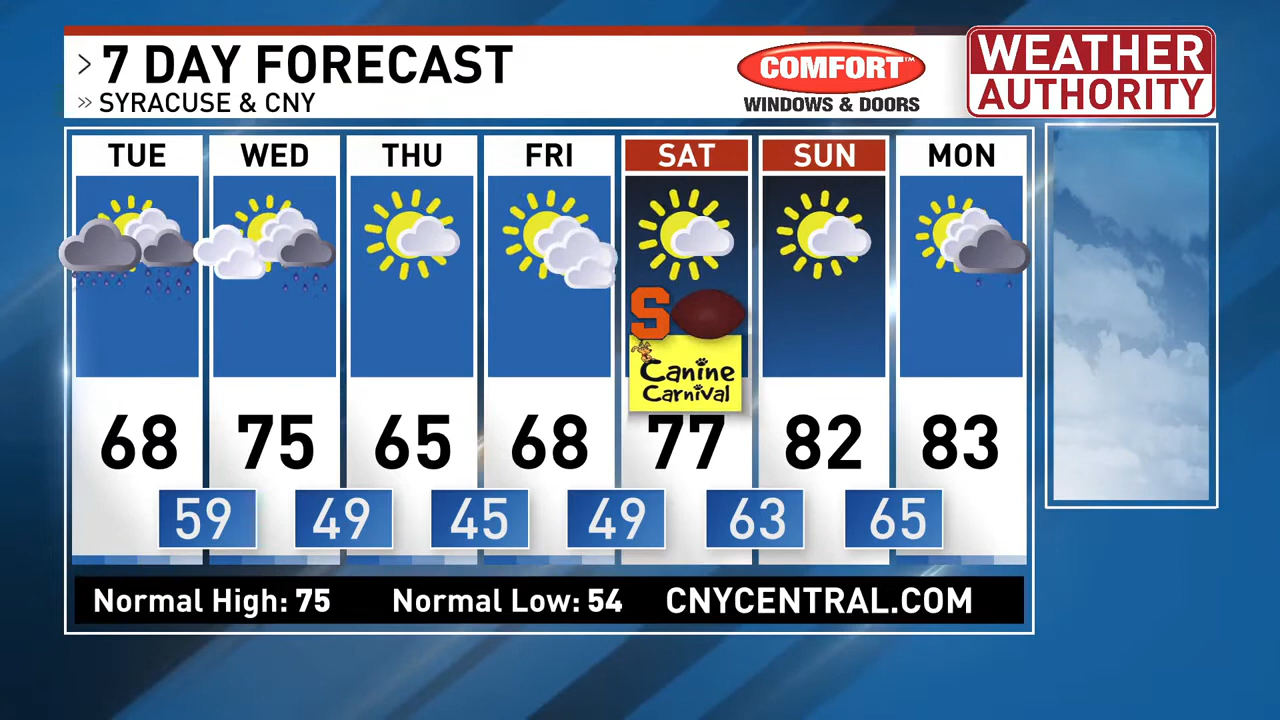 > 7 DAY FORECAST
» SYRACUSE & CNY
COMFORT™
WINDOWS & DOORS
WEATHER
AUTHORITY
TUE WED THU FRI SAT SUN MON
S
Canine
Carnival
68 75 65 68 77 82 83
59 49 45 49 63 65
Normal High: 75 Normal Low: 54 CNYCENTRAL.COM